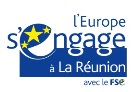 l'Europe
s'engage
à La Réunion
avec le FSE